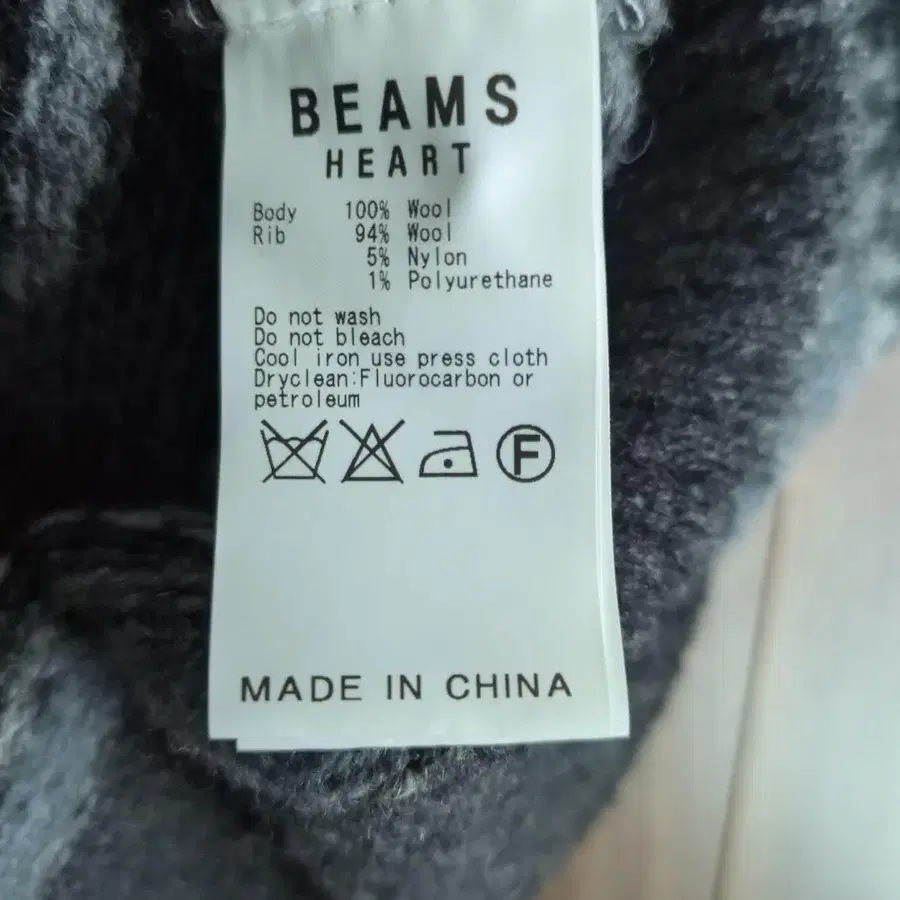 BEAMS
HEART
Body 100% Wool
Rib 94% Wool
5% Nylon
1% Polyurethane
Do not wash
Do not bleach
Cool iron use press cloth
Dryclean:Fluorocarbon or
petroleum
F
MADE IN CHINA